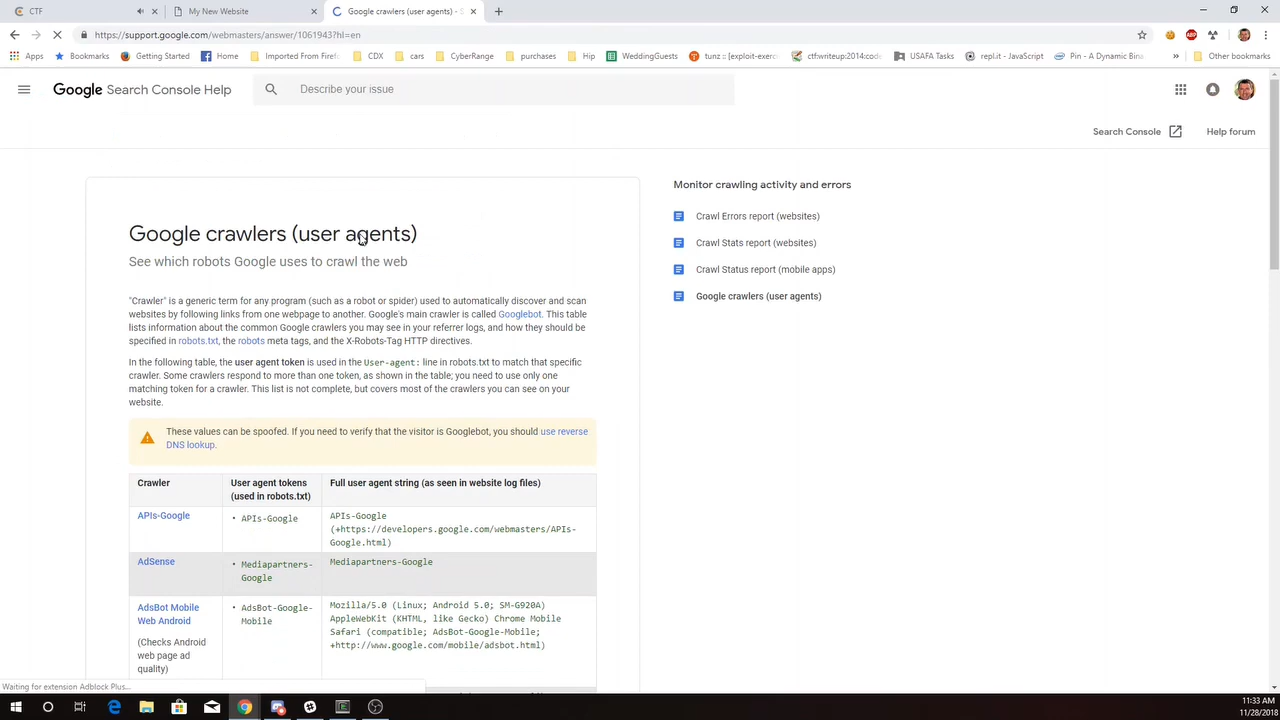 CTF
My New Website
Google crawlers (user agents) - S
https://support.google.com/webmasters/answer/1061943?hl=en
Apps
Bookmarks
Getting Started
Home
Imported From Firef
CDX
cars
CyberRange
purchases
Hip
WeddingGuests
tunz :: [exploit-exerc
ctf:writeup:2014:code
USAFA Tasks
repl.it - JavaScript
Pin - A Dynamic Bina
»
Other bookmarks
Google Search Console Help
Describe your issue
Search Console
Help forum
Google crawlers (user agents)
See which robots Google uses to crawl the web
"Crawler" is a generic term for any program (such as a robot or spider) used to automatically discover and scan
websites by following links from one webpage to another. Google's main crawler is called Googlebot. This table
lists information about the common Google crawlers you may see in your referrer logs, and how they should be
specified in robots.txt, the robots meta tags, and the X-Robots-Tag HTTP directives.
In the following table, the user agent token is used in the User-agent: line in robots.txt to match that specific
crawler. Some crawlers respond to more than one token, as shown in the table; you need to use only one
matching token for a crawler. This list is not complete, but covers most of the crawlers you can see on your
website.
These values can be spoofed. If you need to verify that the visitor is Googlebot, you should use reverse
DNS lookup.
Crawler
User agent tokens
(used in robots.txt)
Full user agent string (as seen in website log files)
APIs-Google
• APIs-Google
APIs-Google
(+https://developers.google.com/webmasters/APIs-
Google.html)
AdSense
• Mediapartners-
Google
Mediapartners-Google
AdsBot Mobile
Web Android
(Checks Android
web page ad
quality)
• AdsBot-Google-
Mobile
Mozilla/5.0 (Linux; Android 5.0; SM-G920A)
AppleWebKit (KHTML, like Gecko) Chrome Mobile
Safari (compatible; AdsBot-Google-Mobile;
+http://www.google.com/mobile/adsbot.html)
Monitor crawling activity and errors
Crawl Errors report (websites)
Crawl Stats report (websites)
Crawl Status report (mobile apps)
Google crawlers (user agents)
Waiting for extension Adblock Plus...
11:33 AM
11/28/2018